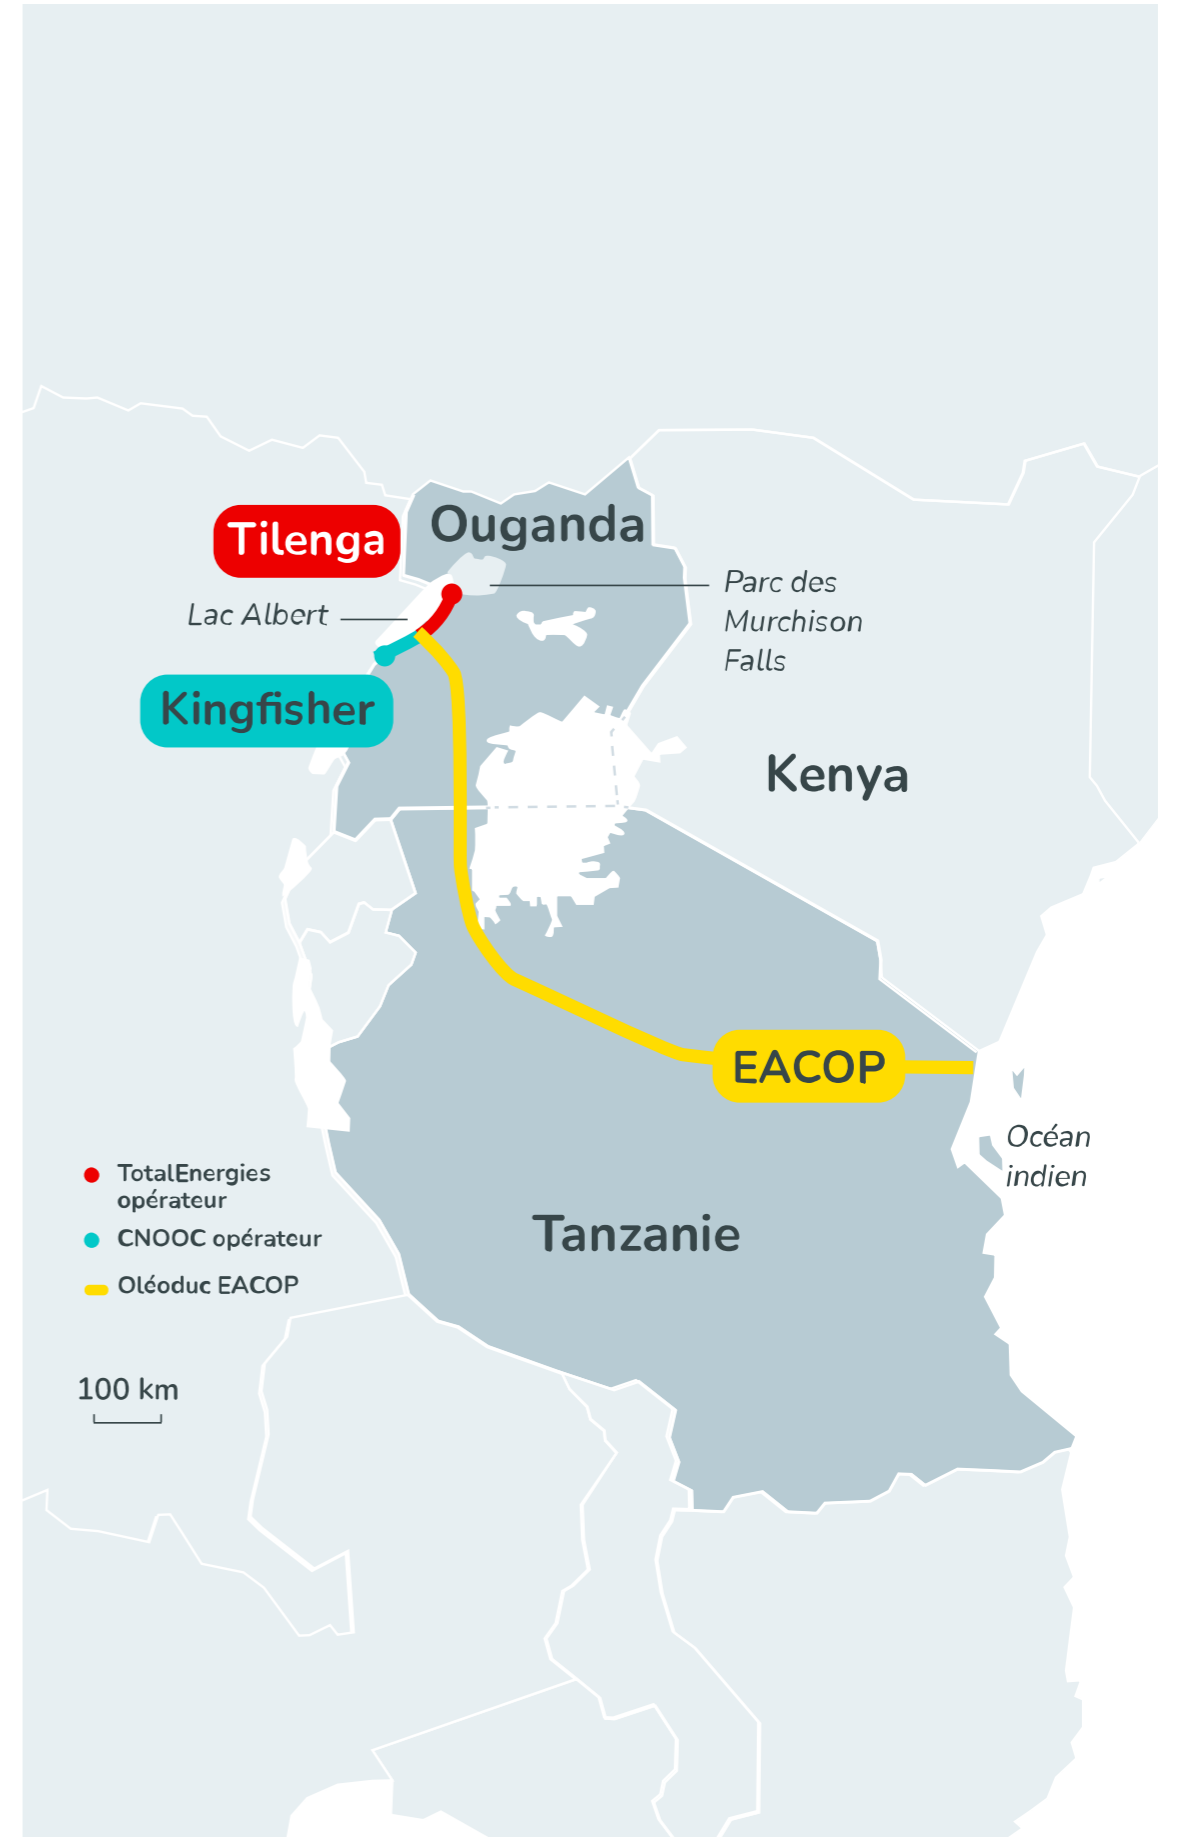 Ouganda
Tilenga
Parc des
Murchison
Falls
Lac Albert
Kingfisher
Kenya
EACOP
Océan
indien
TotalEnergies
opérateur
CNOOC opérateur
Oléoduc EACOP
Tanzanie
100 km